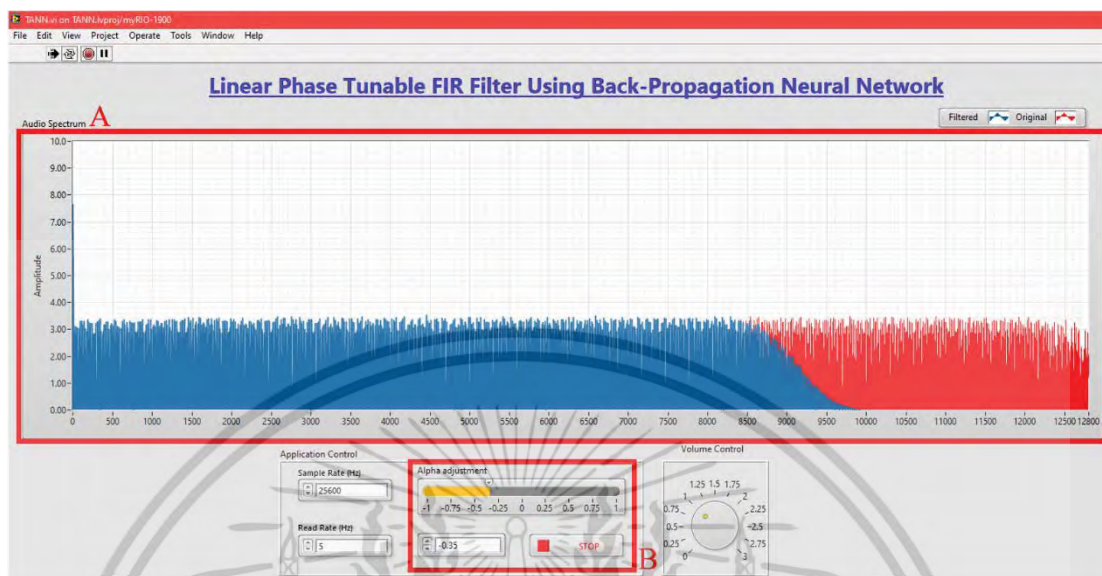 TANN.vi on TANN.lvproj/myRIO-1900
File Edit View Project Operate Tools Window Help
Linear Phase Tunable FIR Filter Using Back-Propagation Neural Network
Audio Spectrum A
Filtered Original
10.0
9.00
8.00
7.00
6.00
5.00
4.00
3.00
2.00
1.00
0.00
Amplitude
0 500 1000 1500 2000 2500 3000 3500 4000 4500 5000 5500 6000 6500 7000 7500 8000 8500 9000 9500 10000 10500 11000 11500 12000 12500 12800
Application Control
Sample Rate (Hz)
25600
Read Rate (Hz)
5
Alpha adjustment
-1 -0.75 -0.5 -0.25 0 0.25 0.5 0.75 1
-0.35
STOP
B
Volume Control
0 0.25 0.5 0.75 1 1.25 1.5 1.75 2 2.25 2.5 2.75 3